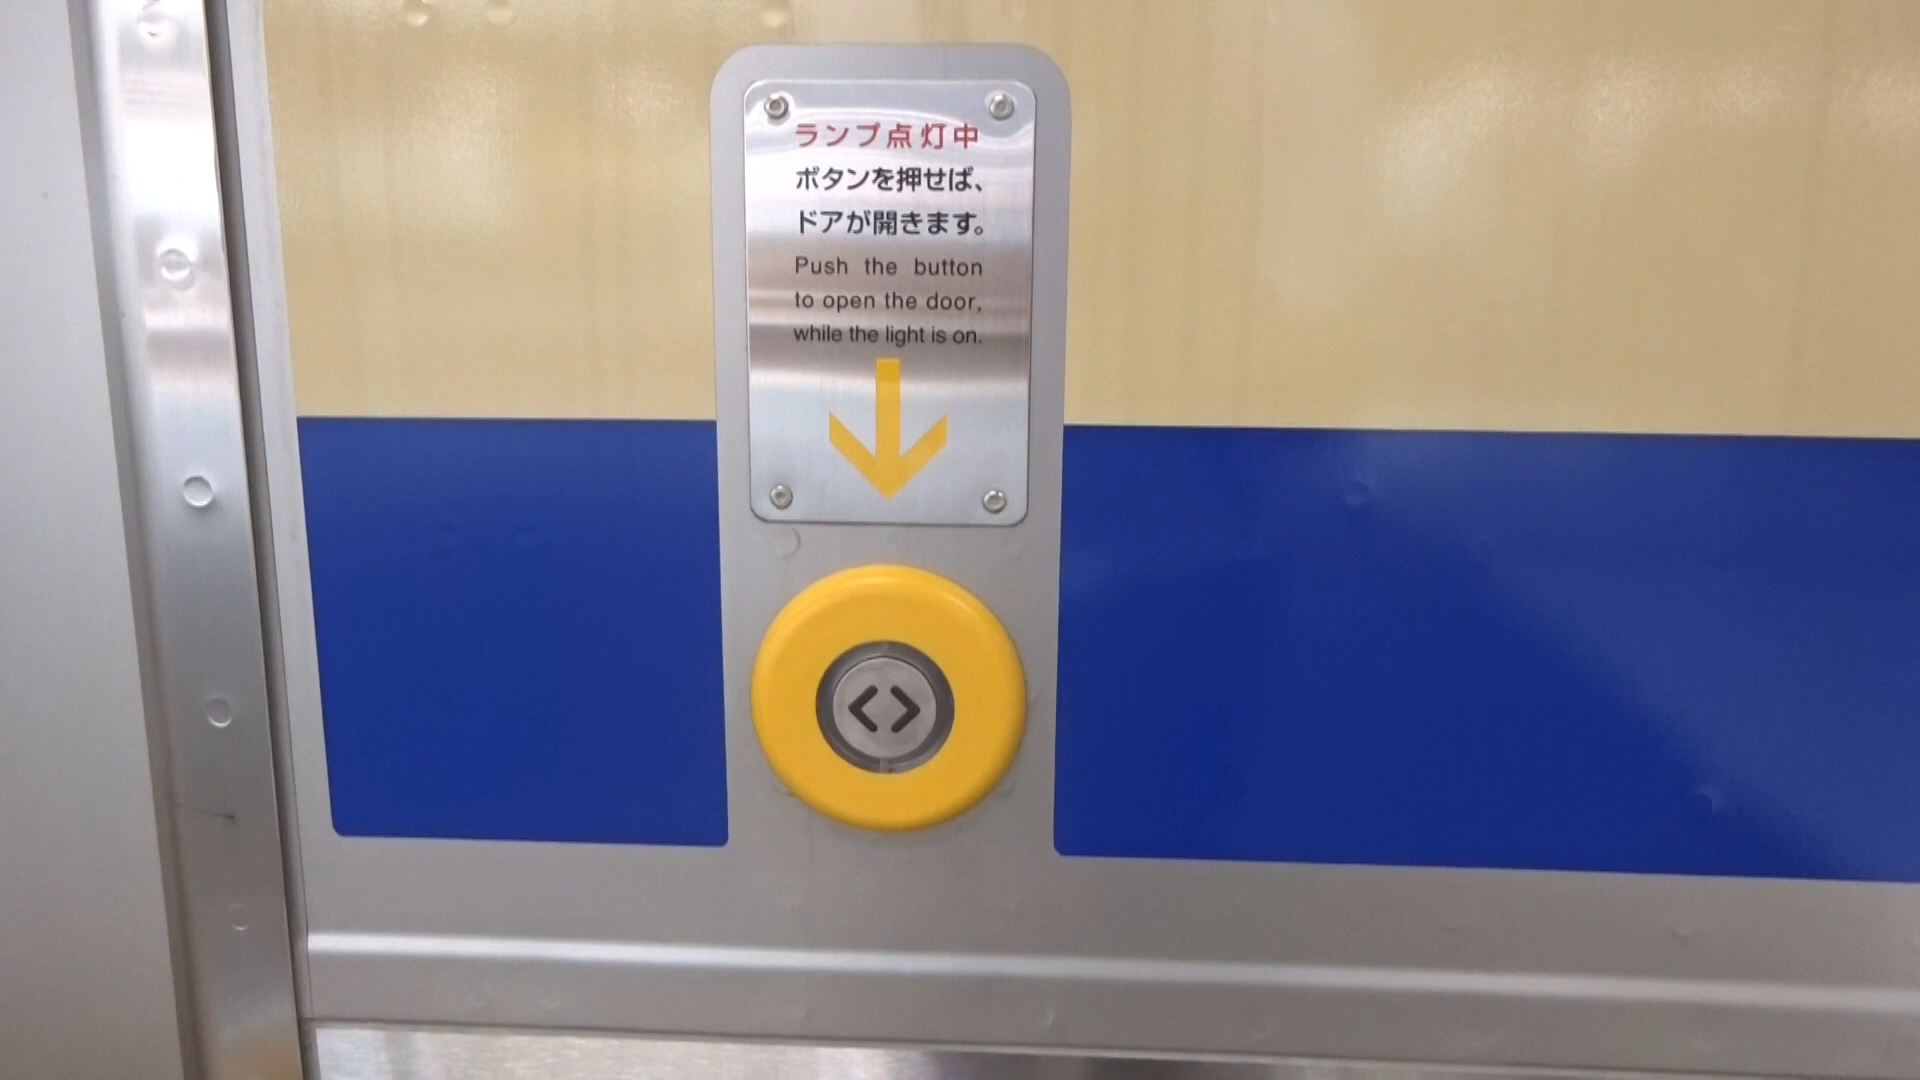 ランプ点灯中
ボタンを押せば、
ドアが開きます。
Push the button
to open the door,
while the light is on.